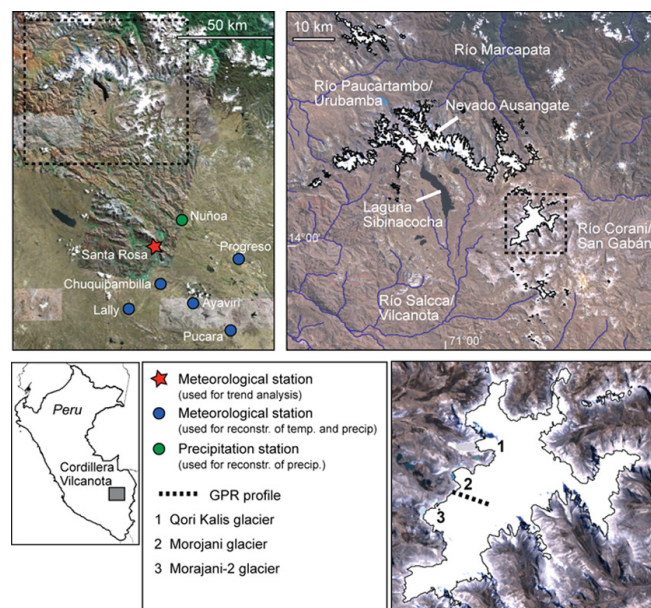 50 km
Nuñoa
Santa Rosa
Progreso
Chuquipambilla
Lally
Ayaviri
Pucara
10 km
Río Marcapata
Río Paucartambo/
Urubamba
Nevado Ausangate
Laguna
Sibinacocha
14°00'
Río Corani/
San Gabán
Río Salcca/
Vilcanota
71°00'
Peru
Cordillera
Vilcanota
Meteorological station
(used for trend analysis)
Meteorological station
(used for reconstr. of temp. and precip)
Precipitation station
(used for reconstr. of precip.)
GPR profile
1 Qori Kalis glacier
2 Morojani glacier
3 Morajani-2 glacier
1
2
3